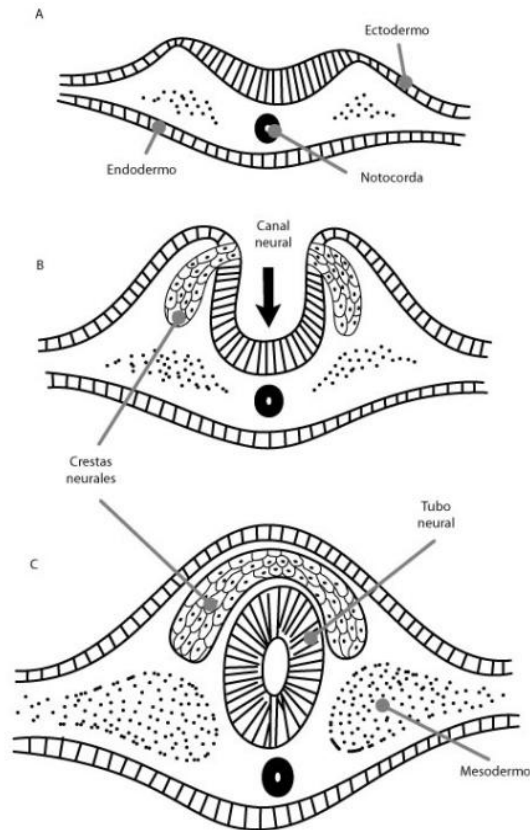 A
Ectodermo
Endodermo
Notocorda
Canal
neural
B
Crestas
neurales
Tubo
neural
C
Mesodermo